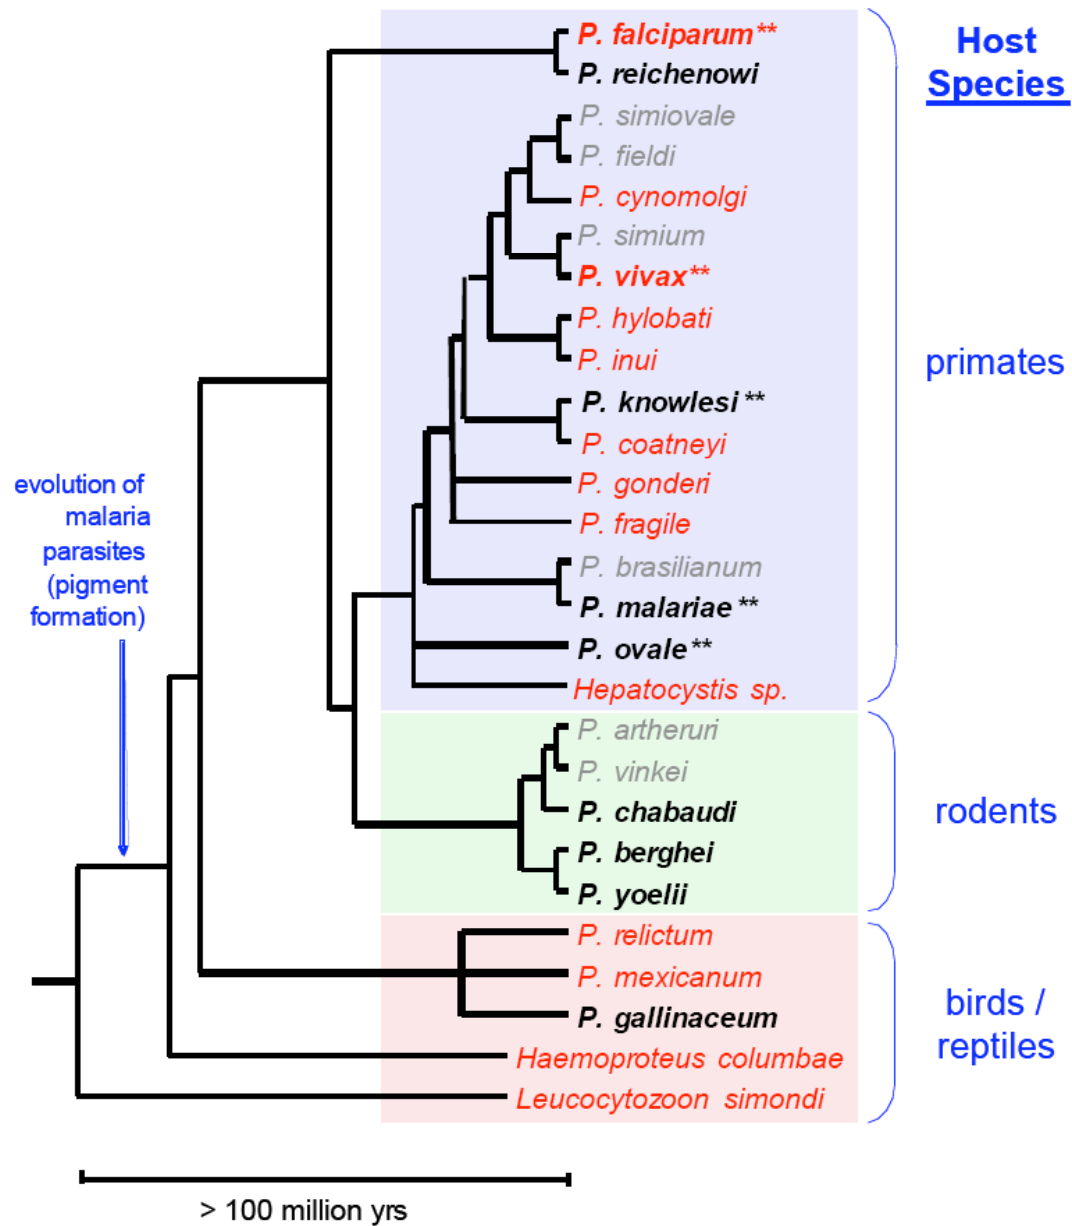 P. falciparum**
P. reichenowi
P. simiovale
P. fieldi
P. cynomolgi
P. simium
P. vivax**
P. hylobati
P. inui
P. knowlesi**
P. coatneyi
P. gonderi
P. fragile
P. brasilianum
P. malariae**
P. ovale**
Hepatocystis sp.
P. artheruri
P. vinkei
P. chabaudi
P. berghei
P. yoelii
P. relictum
P. mexicanum
P. gallinaceum
Haemoproteus columbae
Leucocytozoon simondi
Host
Species
primates
rodents
birds /
reptiles
evolution of
malaria
parasites
(pigment
formation)
> 100 million yrs